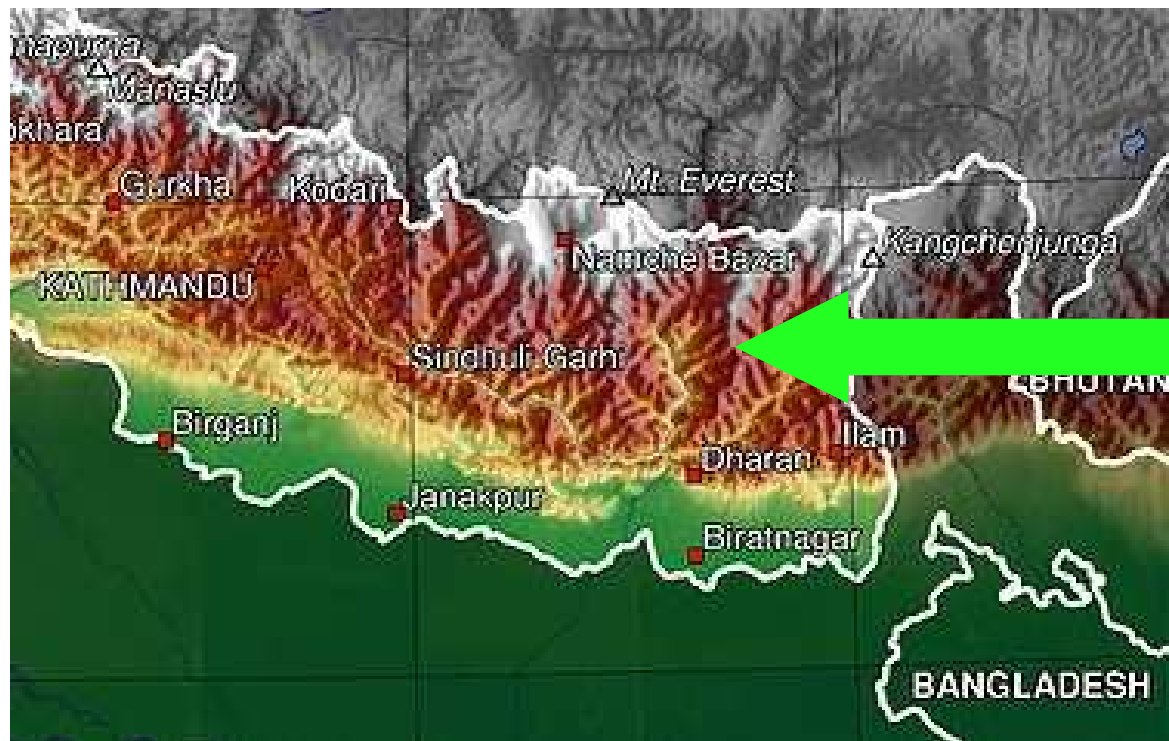 Manaslu
Gurkha
Kodari
Mt. Everest
Namche Bazar
Kangchenjunga
KATHMANDU
Sindhuli Garhi
BHUTAN
Birganj
Ilam
Dharan
Janakpur
Biratnagar
BANGLADESH